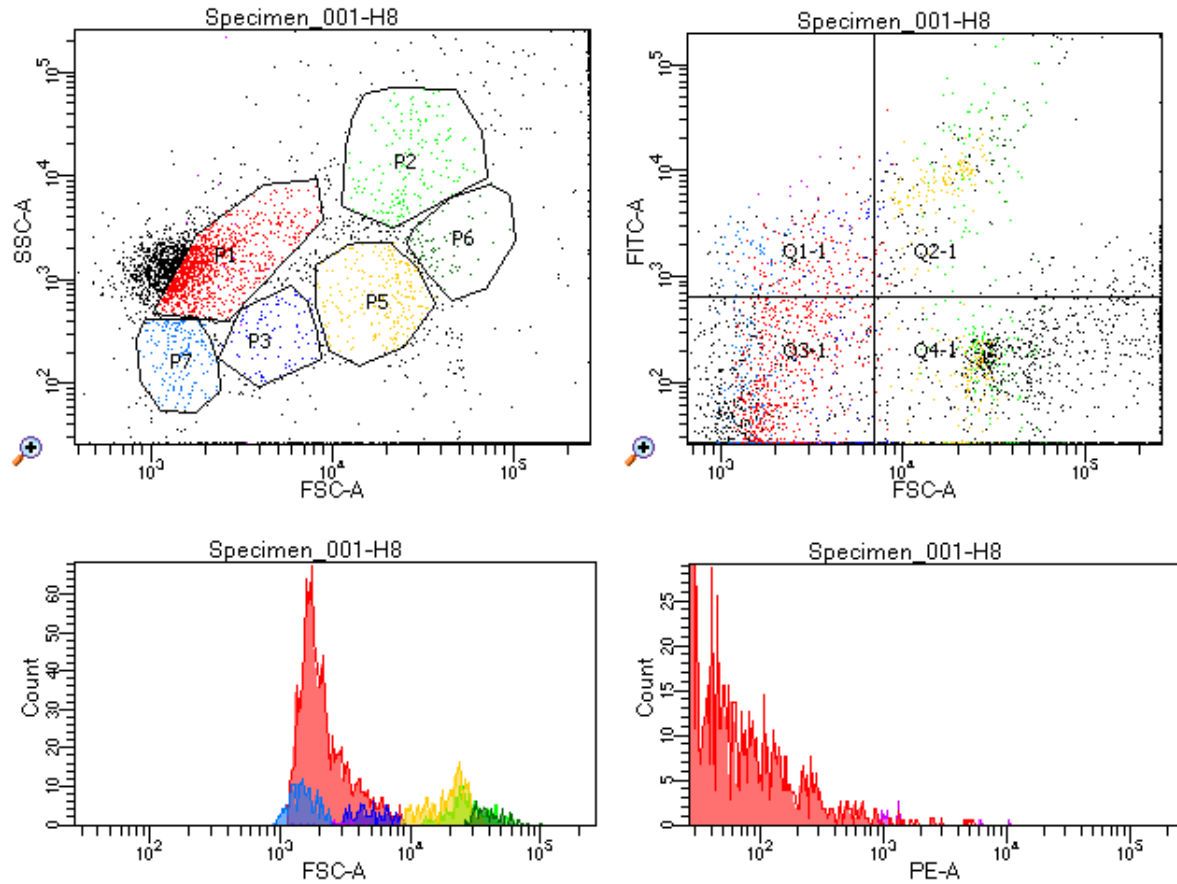 Specimen_001-H8
SSC-A
10^5
10^4
10^3
10^2
P1
P2
P3
P5
P6
P7
10^3 10^4 10^5
FSC-A
Specimen_001-H8
FITC-A
10^5
10^4
10^3
10^2
Q1-1 Q2-1
Q3-1 Q4-1
10^3 10^4 10^5
FSC-A
Specimen_001-H8
Count
60
50
40
30
20
10
0
10^2 10^3 10^4 10^5
FSC-A
Specimen_001-H8
Count
25
20
15
10
5
0
10^2 10^3 10^4 10^5
PE-A